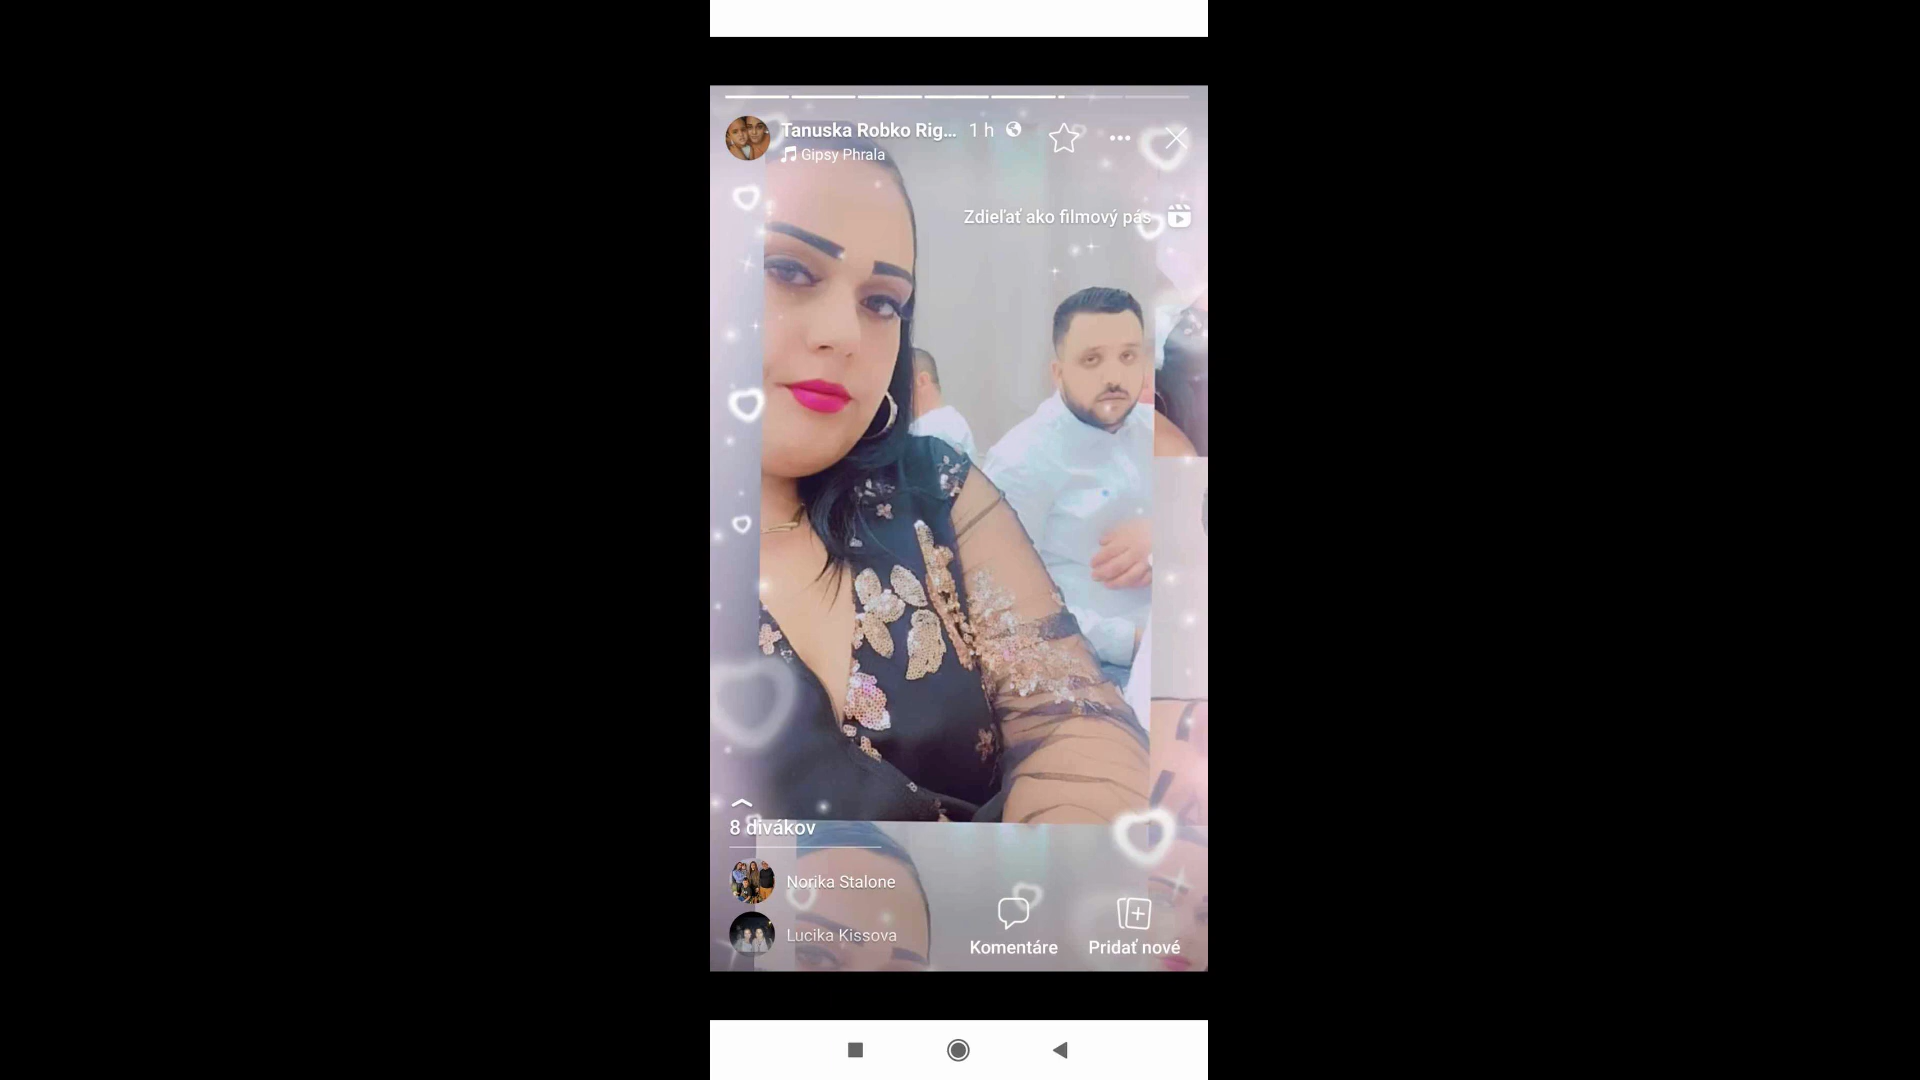 Tanuska Robko Rig... 1 h
Gipsy Phrala
Zdieľať ako filmový pás
8 divákov
Norika Stalone
Lucika Kissova
Komentáre
Pridať nové